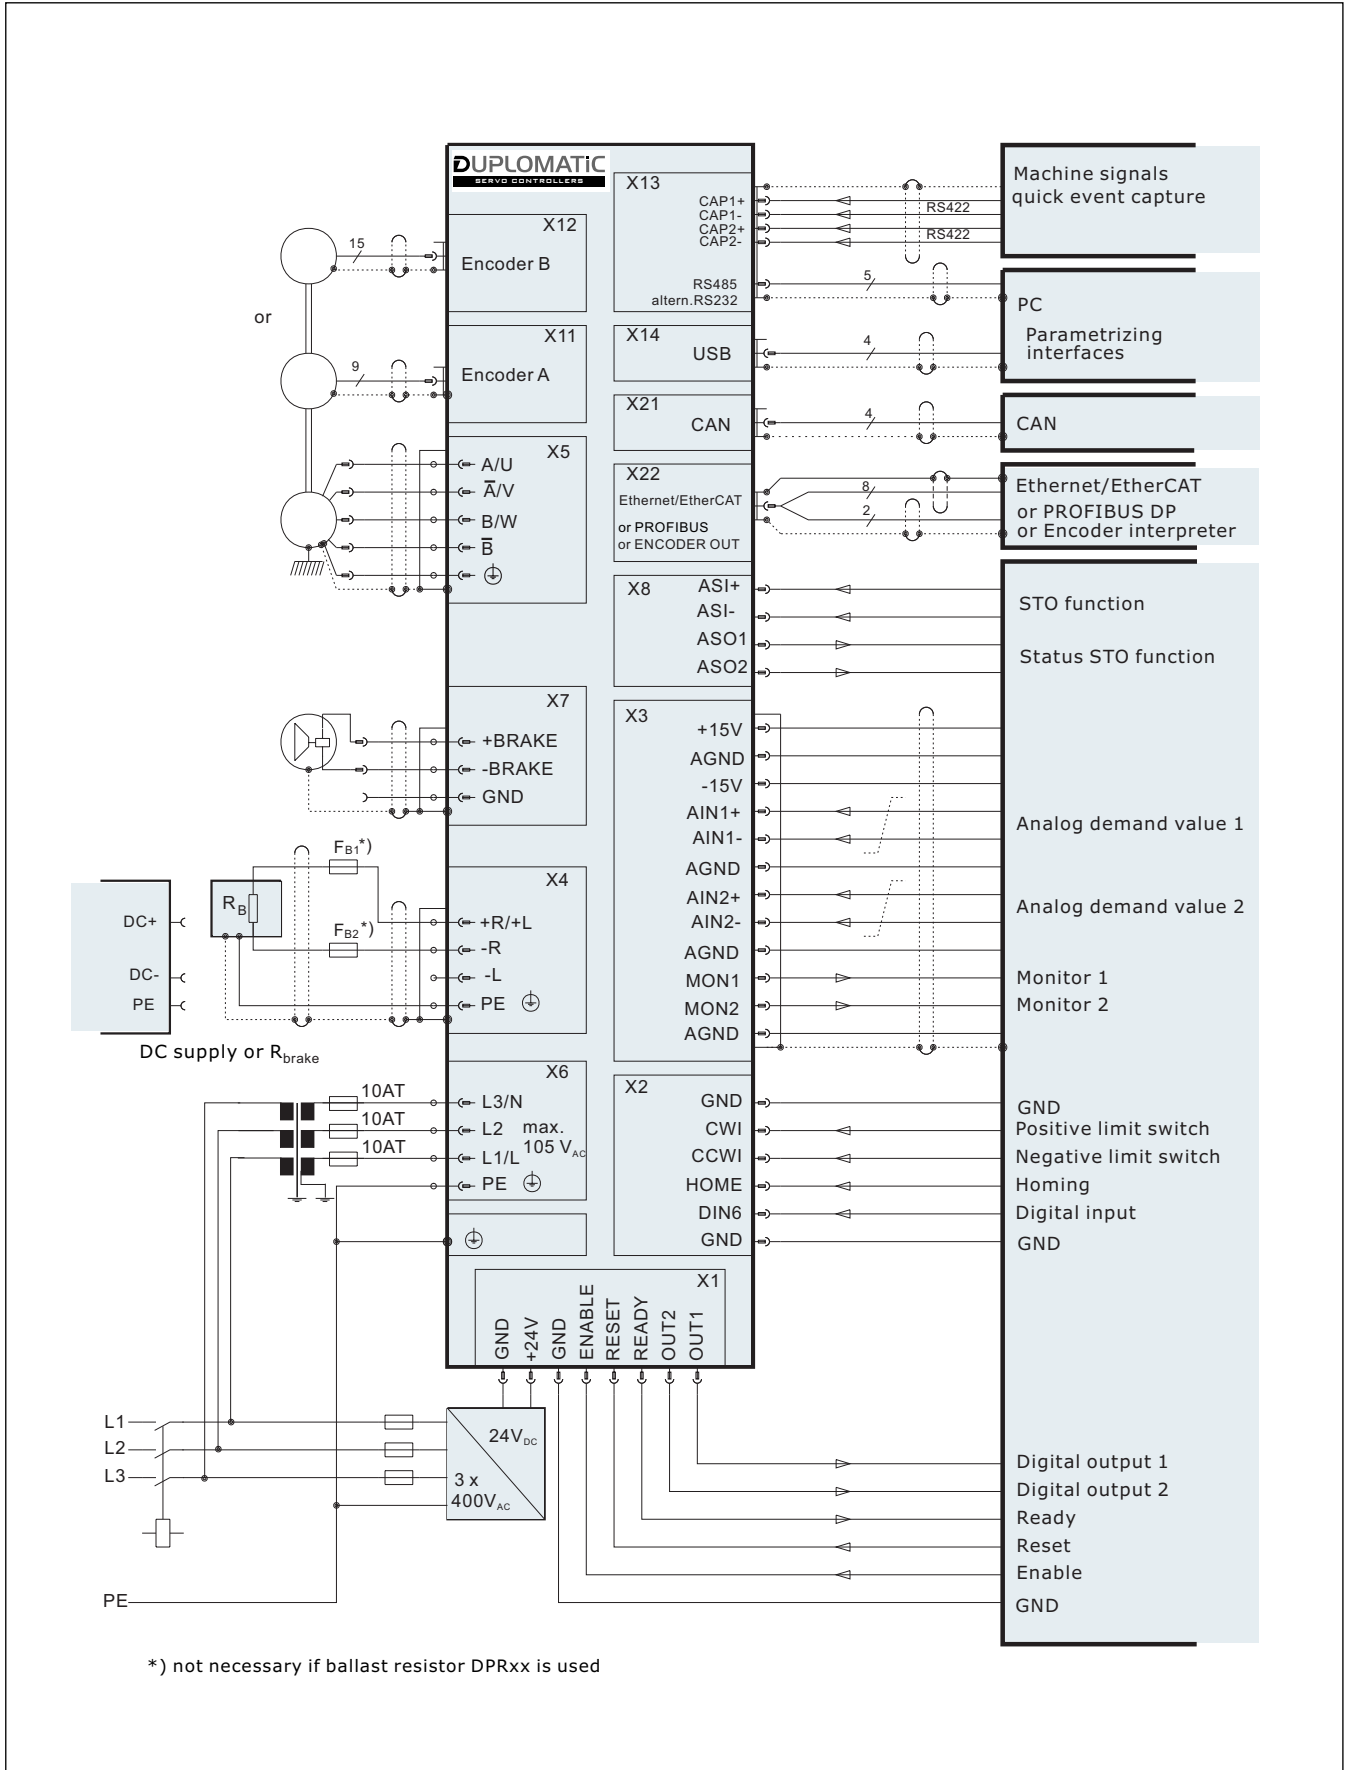 DUPLOMATIC
SERVO CONTROLLERS
X12
Encoder B
15
or
X11
Encoder A
9
X5
A/U
A̅/V
B/W
B̅
X7
+BRAKE
-BRAKE
GND
FB1*)
FB2*)
RB
DC+
DC-
PE
DC supply or Rbrake
X4
+R/+L
-R
-L
PE
X6
10AT
10AT
10AT
L3/N
L2
L1/L
PE
max.
105 VAC
X13
CAP1+
CAP1-
CAP2+
CAP2-
RS422
RS422
RS485
altern.RS232
5
Machine signals
quick event capture
PC
Parametrizing
interfaces
X14
USB
4
X21
CAN
4
CAN
X22
Ethernet/EtherCAT
or PROFIBUS
or ENCODER OUT
8
2
Ethernet/EtherCAT
or PROFIBUS DP
or Encoder interpreter
X8
ASI+
ASI-
ASO1
ASO2
STO function
Status STO function
X3
+15V
AGND
-15V
AIN1+
AIN1-
AGND
AIN2+
AIN2-
AGND
MON1
MON2
AGND
Analog demand value 1
Analog demand value 2
Monitor 1
Monitor 2
X2
GND
CWI
CCWI
HOME
DIN6
GND
GND
Positive limit switch
Negative limit switch
Homing
Digital input
GND
X1
GND
+24V
GND
ENABLE
RESET
READY
OUT2
OUT1
24VDC
3 x
400VAC
L1
L2
L3
PE
Digital output 1
Digital output 2
Ready
Reset
Enable
GND
*) not necessary if ballast resistor DPRxx is used